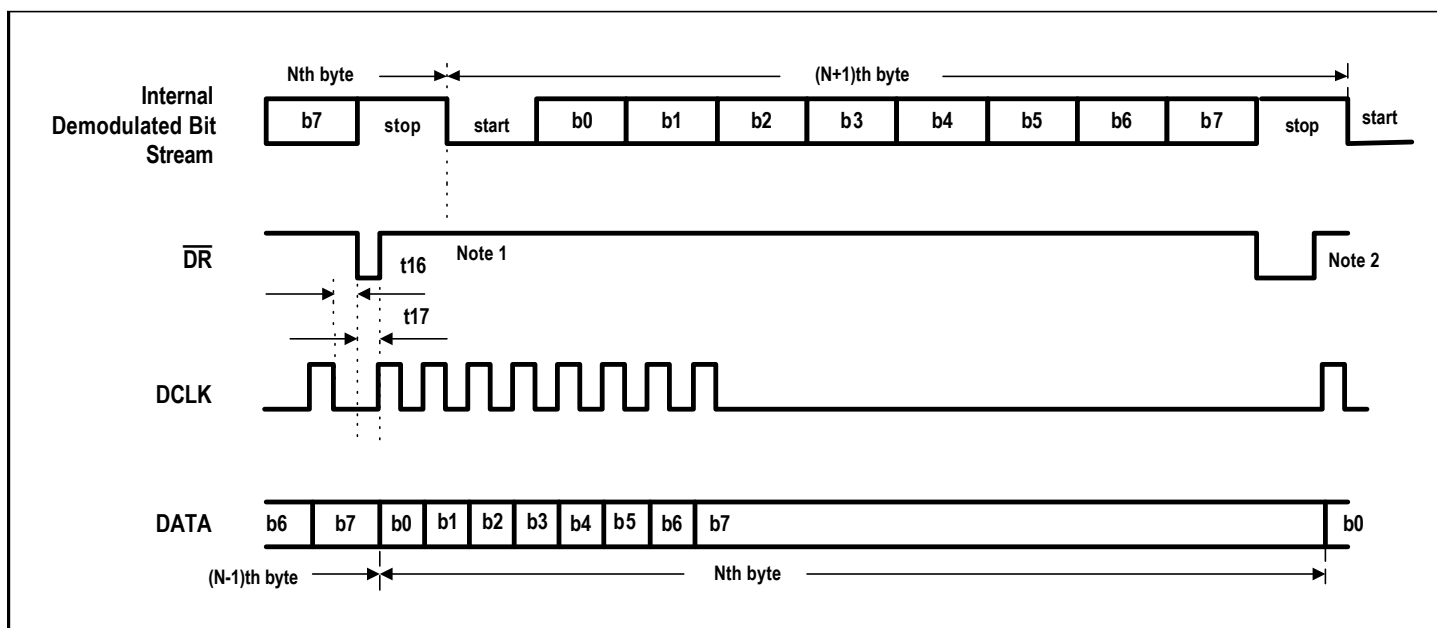 Nth byte (N+1)th byte
Internal
Demodulated Bit
Stream
b7 stop start b0 b1 b2 b3 b4 b5 b6 b7 stop start
DR Note 1 Note 2
t16
t17
DCLK
DATA b6 b7 b0 b1 b2 b3 b4 b5 b6 b7 b0
(N-1)th byte Nth byte